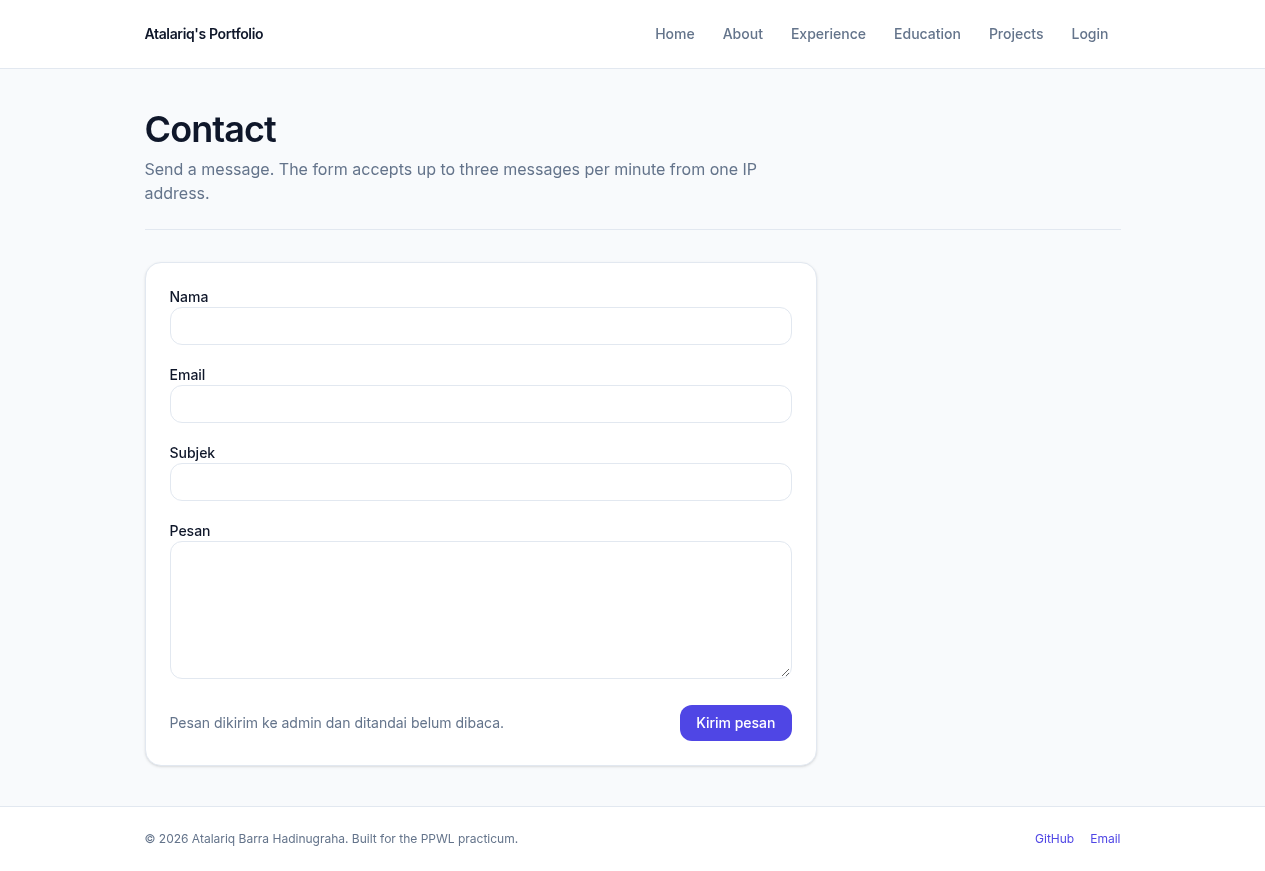 Atalariq's Portfolio
Home About Experience Education Projects Login
Contact
Send a message. The form accepts up to three messages per minute from one IP
address.
Nama
Email
Subjek
Pesan
Pesan dikirim ke admin dan ditandai belum dibaca.
Kirim pesan
© 2026 Atalariq Barra Hadinugraha. Built for the PPWL practicum.
GitHub Email